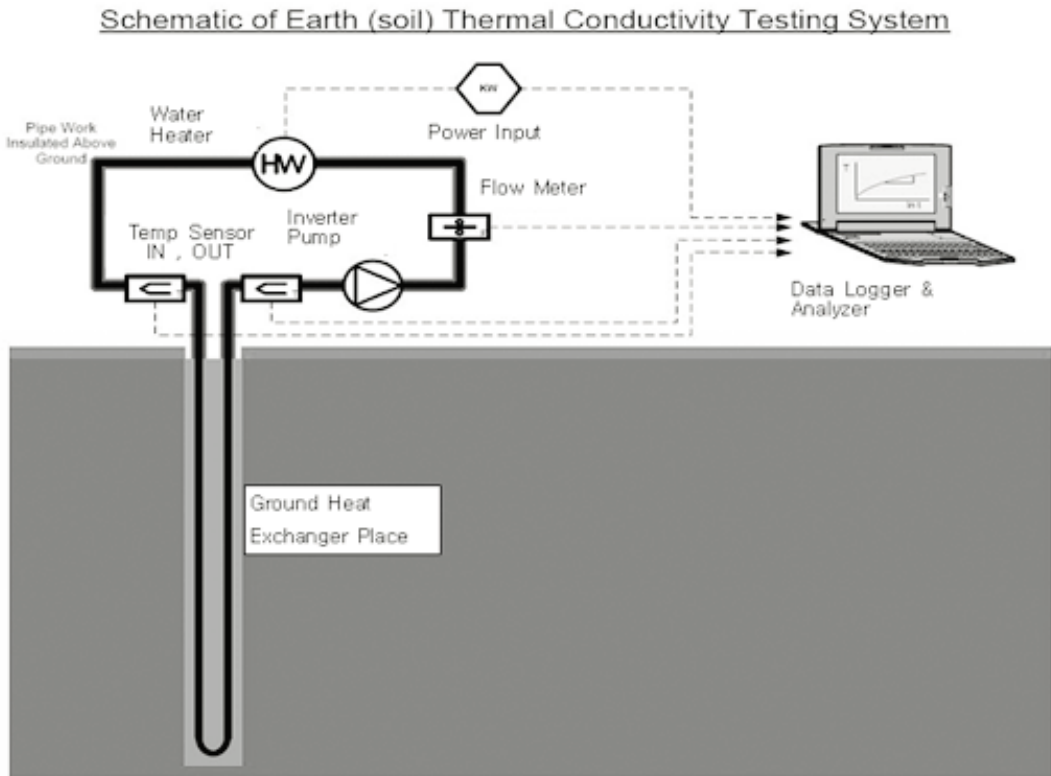 Schematic of Earth (soil) Thermal Conductivity Testing System
Pipe Work
Insulated Above
Ground
Water
Heater
HW
KW
Power Input
Flow Meter
Temp Sensor
IN , OUT
Inverter
Pump
T
ln t
Data Logger &
Analyzer
Ground Heat
Exchanger Place